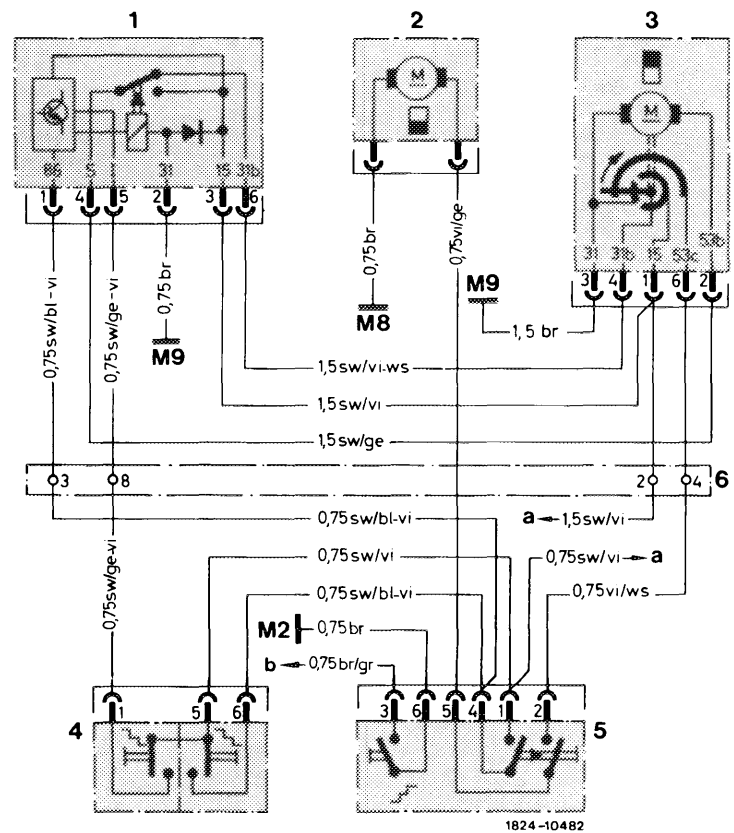 1 2 3
M M
86 5 31 15 31b
1 4 5 2 3 6
31 31b 15 53c 53b
3 4 1 6 2
0,75 sw/bl-vi
0,75 sw/ge-vi
0,75 br
M9
0,75 br
M8
0,75 vi/ge
M9
1,5 br
1,5 sw/vi-ws
1,5 sw/vi
1,5 sw/ge
3 8 2 4 6
0,75 sw/bl-vi
a 1,5 sw/vi
0,75 sw/vi
0,75 sw/vi a
0,75 sw/bl-vi
0,75 vi/ws
0,75 sw/ge-vi
M2 0,75 br
b 0,75 br/gr
1 5 6
3 6 5 4 1 2
4 5
1824-10482